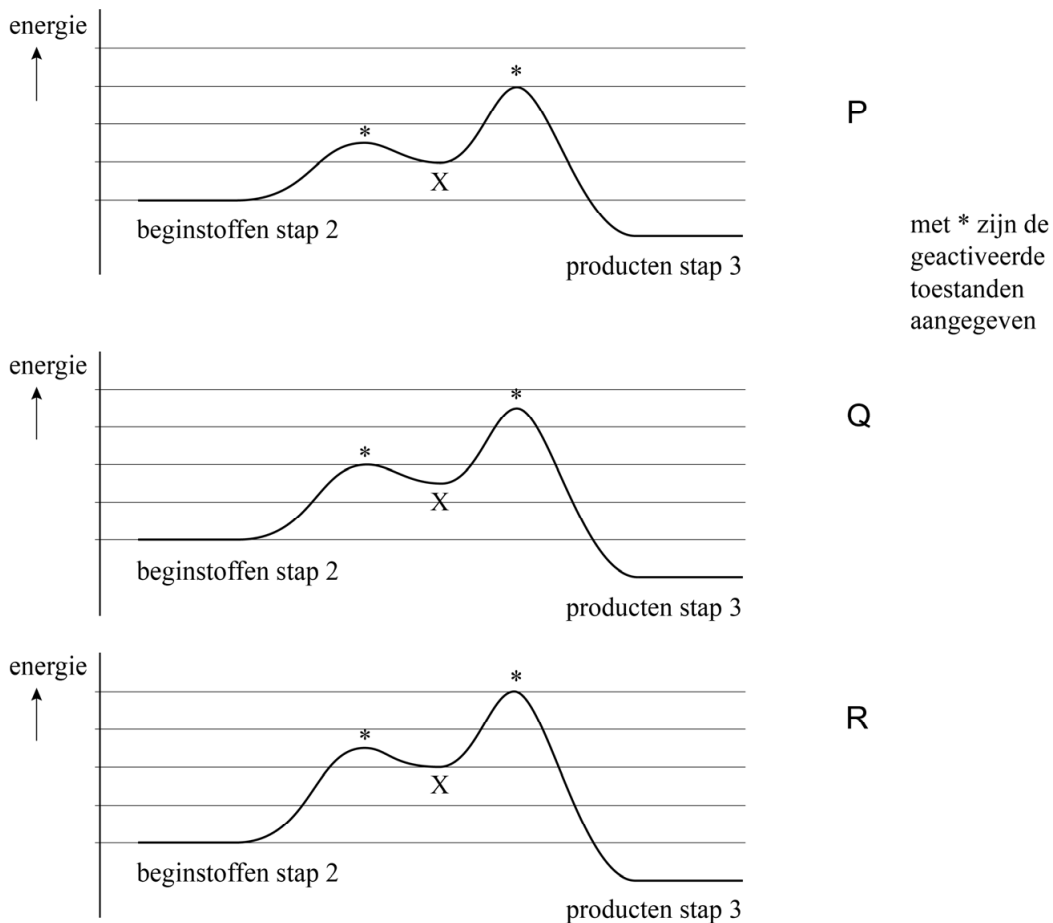 energie
*
*
P
X
beginstoffen stap 2
producten stap 3
met * zijn de
geactiveerde
toestanden
aangegeven
energie
*
*
Q
X
beginstoffen stap 2
producten stap 3
energie
*
*
R
X
beginstoffen stap 2
producten stap 3